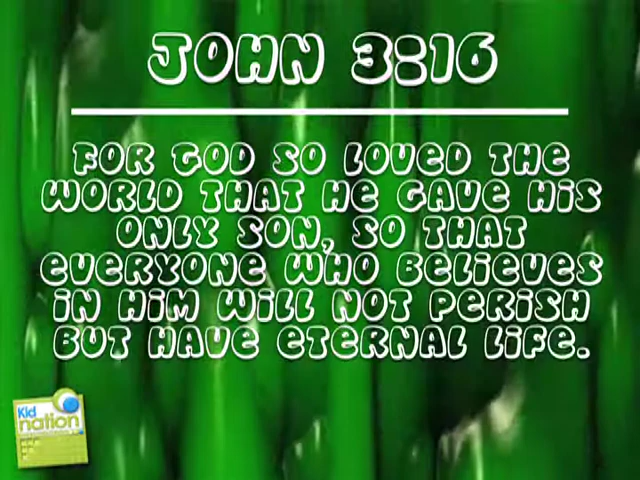 JOHN 3:16
FOR GOD SO LOVED THE
WORLD THAT HE GAVE HIS
ONLY SON, SO THAT
EVERYONE WHO BELIEVES
IN HIM WILL NOT PERISH
BUT HAVE ETERNAL LIFE.
Kid
nation